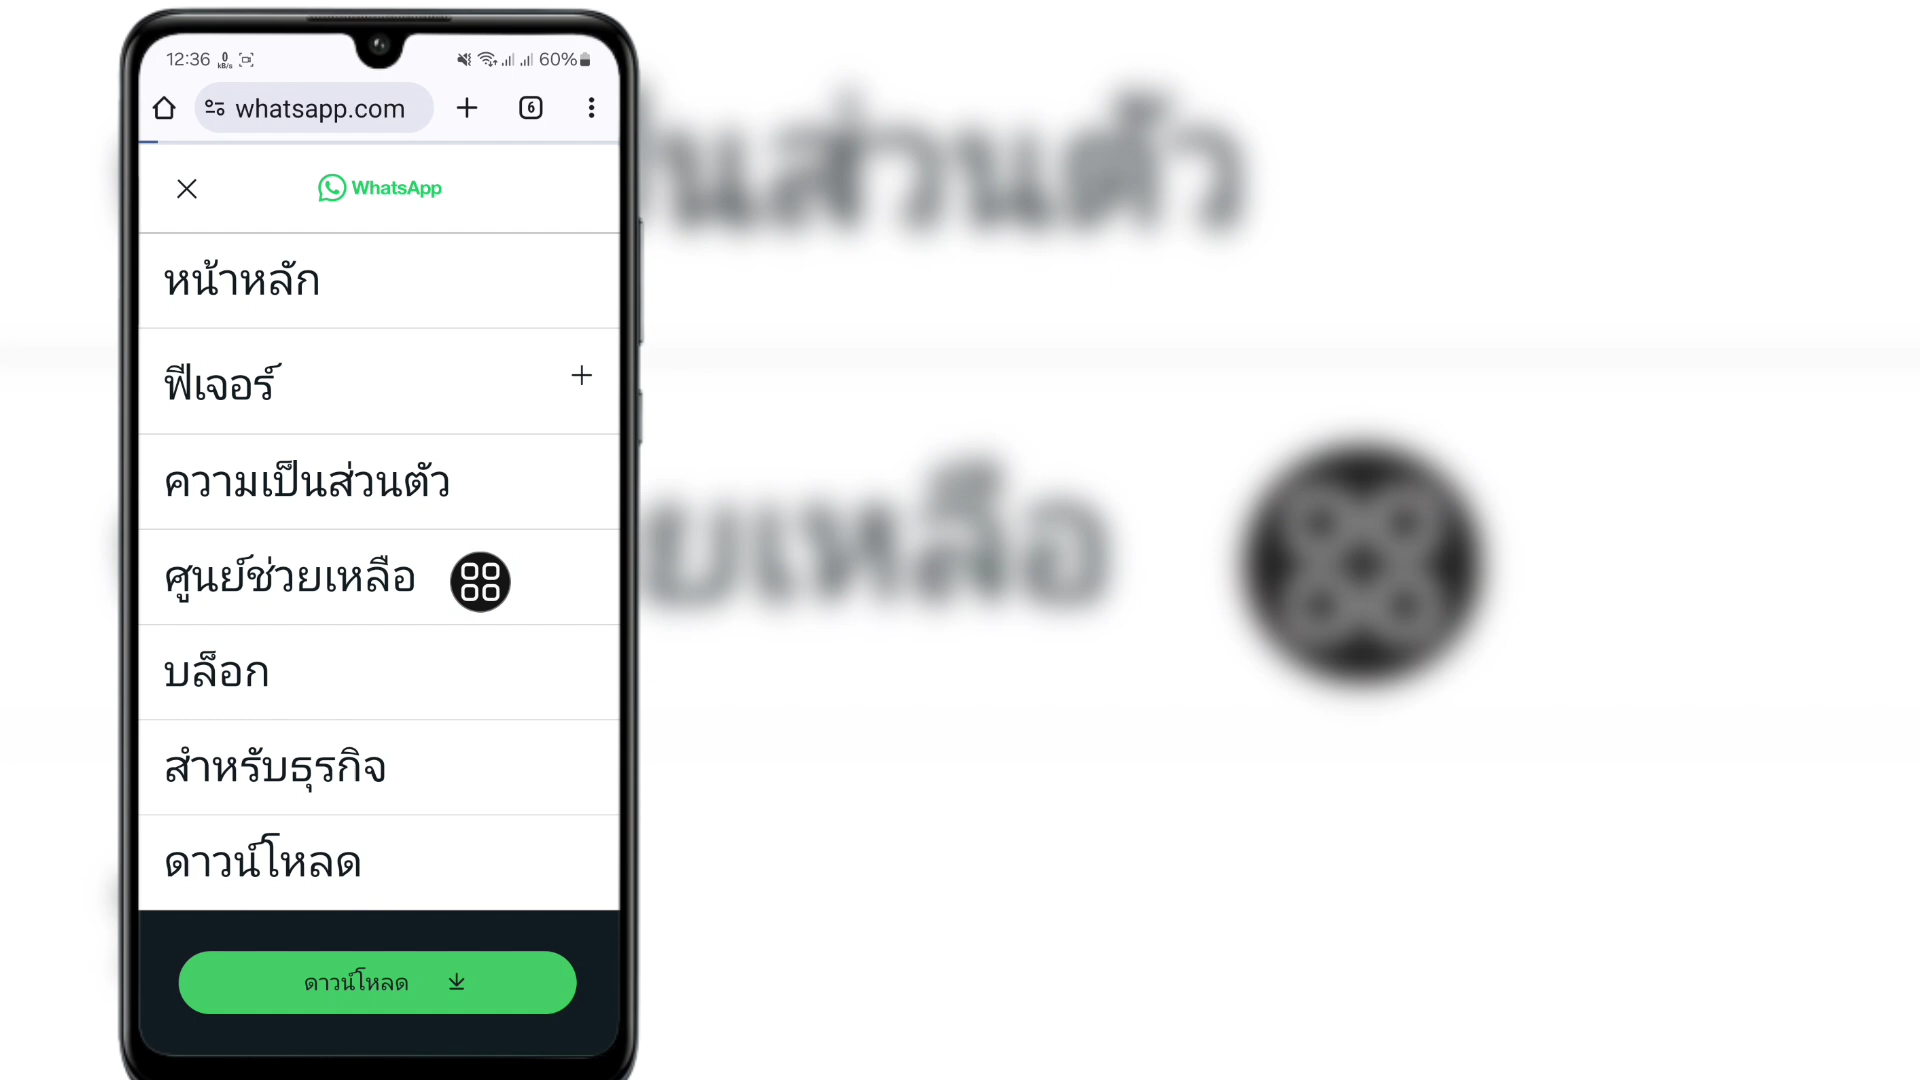 12:36 0 kB/s 60%
whatsapp.com 6
WhatsApp
หน้าหลัก
ฟีเจอร์
ความเป็นส่วนตัว
ศูนย์ช่วยเหลือ
บล็อก
สำหรับธุรกิจ
ดาวน์โหลด
ดาวน์โหลด